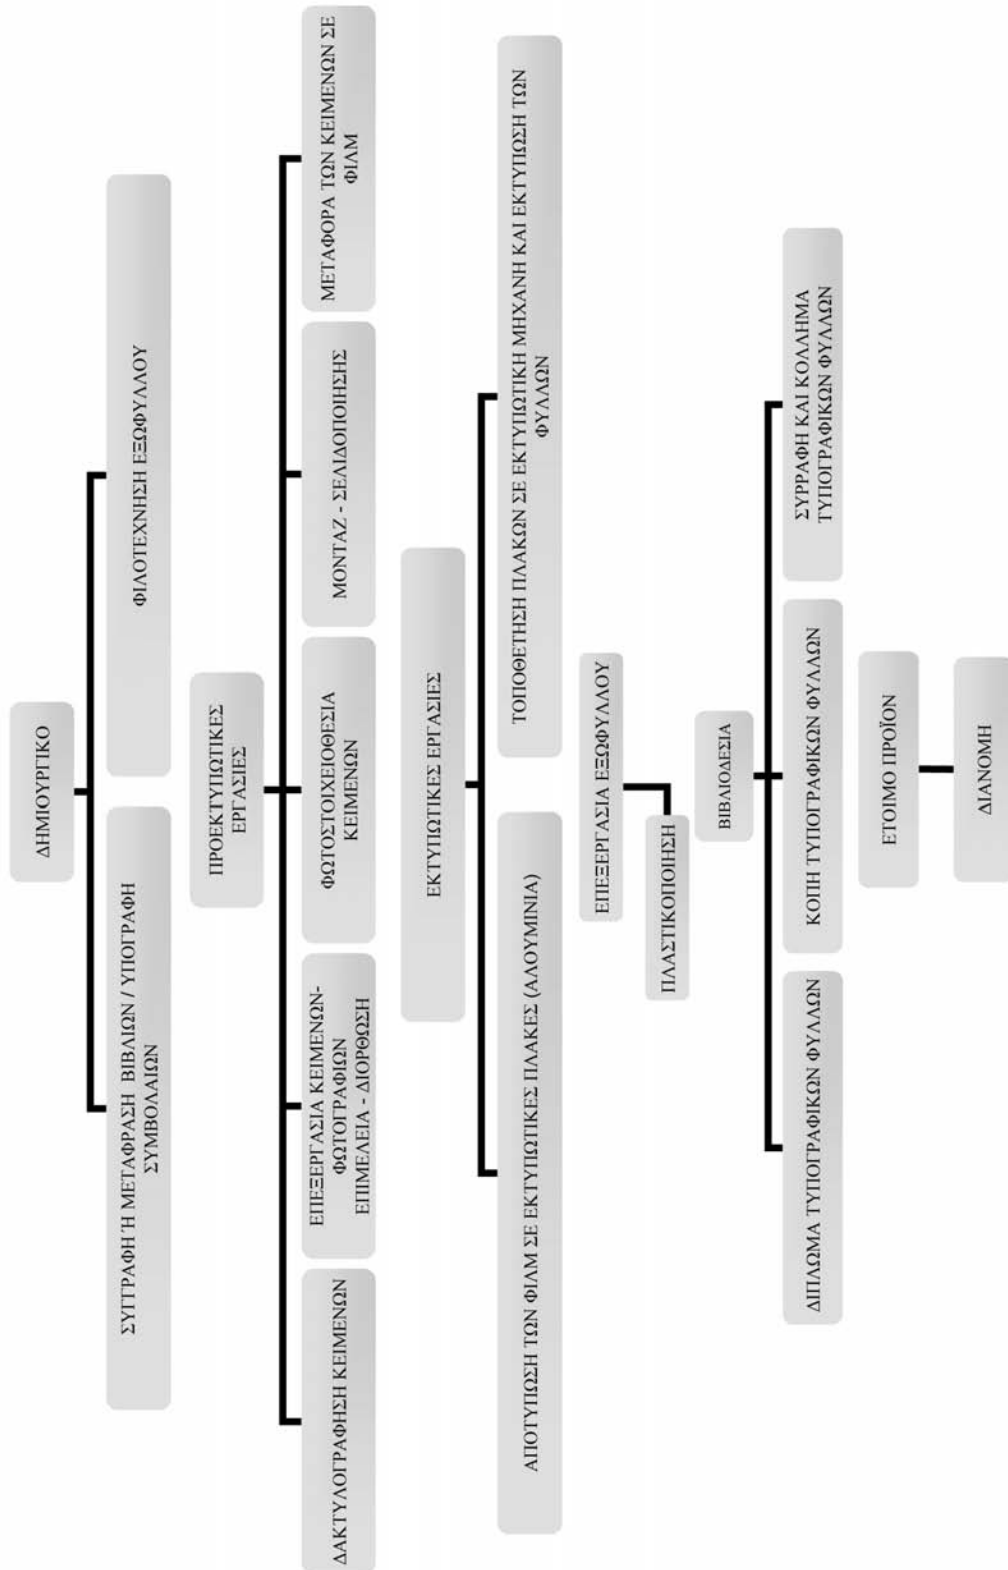 ΔΗΜΙΟΥΡΓΙΚΟ
ΣΥΓΓΡΑΦΗ Ή ΜΕΤΑΦΡΑΣΗ ΒΙΒΛΙΩΝ / ΥΠΟΓΡΑΦΗ
ΣΥΜΒΟΛΑΙΩΝ
ΦΙΛΟΤΕΧΝΗΣΗ ΕΞΩΦΥΛΛΟΥ
ΠΡΟΕΚΤΥΠΩΤΙΚΕΣ
ΕΡΓΑΣΙΕΣ
ΔΑΚΤΥΛΟΓΡΑΦΗΣΗ ΚΕΙΜΕΝΩΝ
ΕΠΕΞΕΡΓΑΣΙΑ ΚΕΙΜΕΝΩΝ-
ΦΩΤΟΓΡΑΦΙΩΝ
ΕΠΙΜΕΛΕΙΑ - ΔΙΟΡΘΩΣΗ
ΦΩΤΟΣΤΟΙΧΕΙΟΘΕΣΙΑ
ΚΕΙΜΕΝΩΝ
ΜΟΝΤΑΖ - ΣΕΛΙΔΟΠΟΙΗΣΗΣ
ΜΕΤΑΦΟΡΑ ΤΩΝ ΚΕΙΜΕΝΩΝ ΣΕ
ΦΙΛΜ
ΕΚΤΥΠΩΤΙΚΕΣ ΕΡΓΑΣΙΕΣ
ΑΠΟΤΥΠΩΣΗ ΤΩΝ ΦΙΛΜ ΣΕ ΕΚΤΥΠΩΤΙΚΕΣ ΠΛΑΚΕΣ (ΑΛΟΥΜΙΝΙΑ)
ΤΟΠΟΘΕΤΗΣΗ ΠΛΑΚΩΝ ΣΕ ΕΚΤΥΠΩΤΙΚΗ ΜΗΧΑΝΗ ΚΑΙ ΕΚΤΥΠΩΣΗ ΤΩΝ
ΦΥΛΛΩΝ
ΕΠΕΞΕΡΓΑΣΙΑ ΕΞΩΦΥΛΛΟΥ
ΠΛΑΣΤΙΚΟΠΟΙΗΣΗ
ΒΙΒΛΙΟΔΕΣΙΑ
ΔΙΠΛΩΜΑ ΤΥΠΟΓΡΑΦΙΚΩΝ ΦΥΛΛΩΝ
ΚΟΠΗ ΤΥΠΟΓΡΑΦΙΚΩΝ ΦΥΛΛΩΝ
ΣΥΡΡΑΦΗ ΚΑΙ ΚΟΛΛΗΜΑ
ΤΥΠΟΓΡΑΦΙΚΩΝ ΦΥΛΛΩΝ
ΕΤΟΙΜΟ ΠΡΟΪΟΝ
ΔΙΑΝΟΜΗ